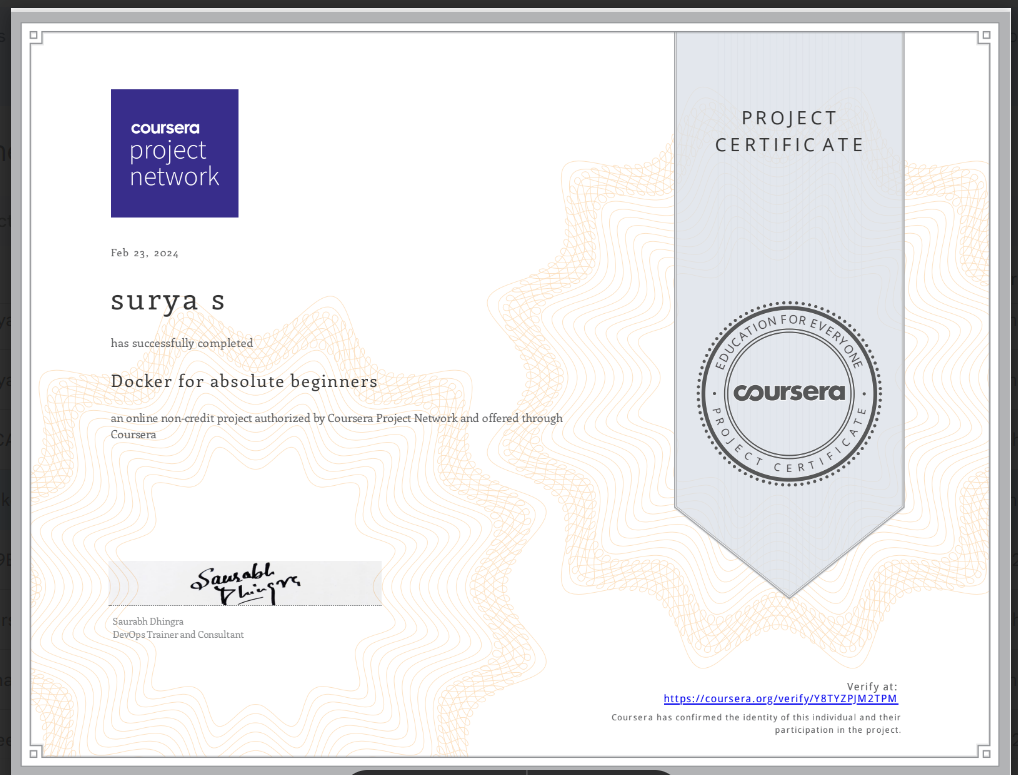 coursera
project
network
PROJECT
CERTIFICATE
Feb 23, 2024
surya s
has successfully completed
Docker for absolute beginners
an online non-credit project authorized by Coursera Project Network and offered through
Coursera
EDUCATION FOR EVERYONE
coursera
PROJECT CERTIFICATE
Saurabh
Dhingra
Saurabh Dhingra
DevOps Trainer and Consultant
Verify at:
https://coursera.org/verify/Y8TYZPJM2TPM
Coursera has confirmed the identity of this individual and their
participation in the project.